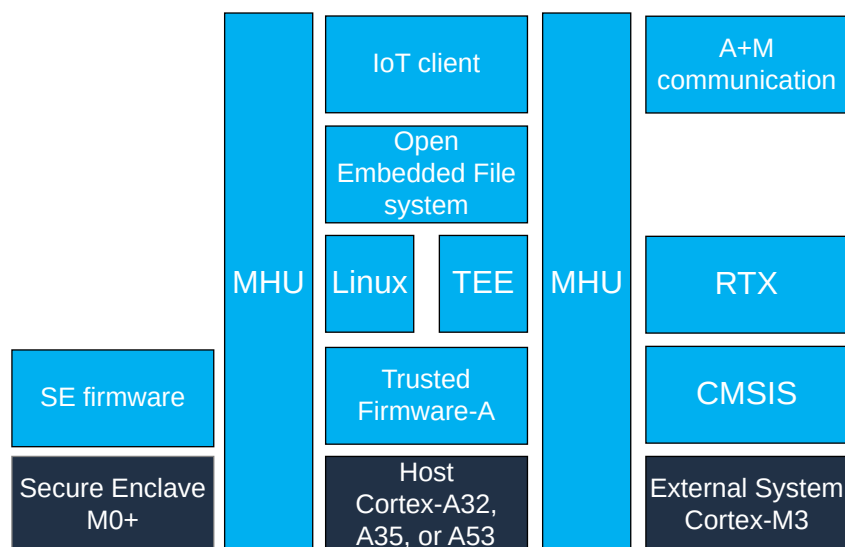 IoT client
A+M
communication
Open
Embedded File
system
MHU
Linux
TEE
MHU
RTX
SE firmware
Trusted
Firmware-A
CMSIS
Secure Enclave
M0+
Host
Cortex-A32,
A35, or A53
External System
Cortex-M3